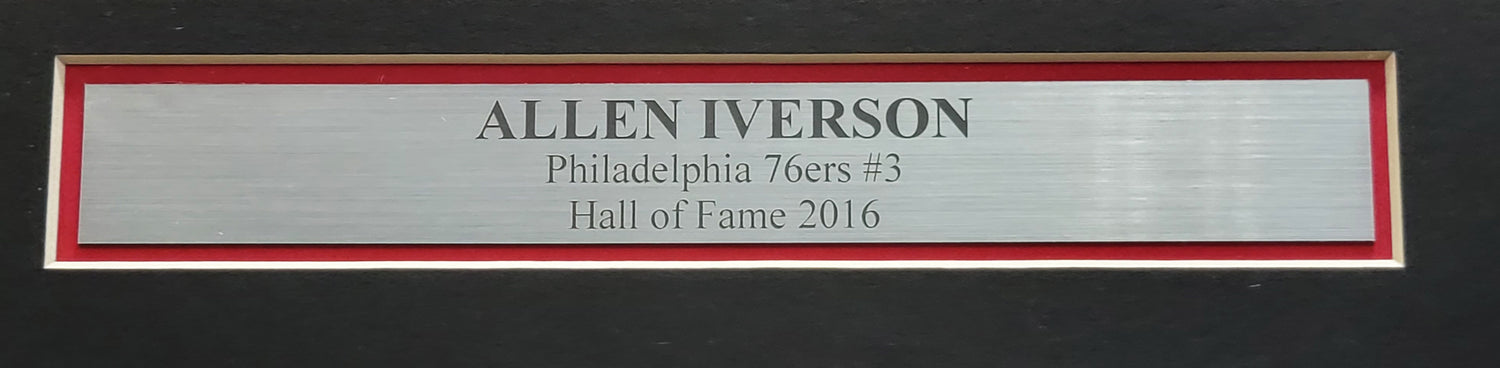 ALLEN IVERSON
Philadelphia 76ers #3
Hall of Fame 2016